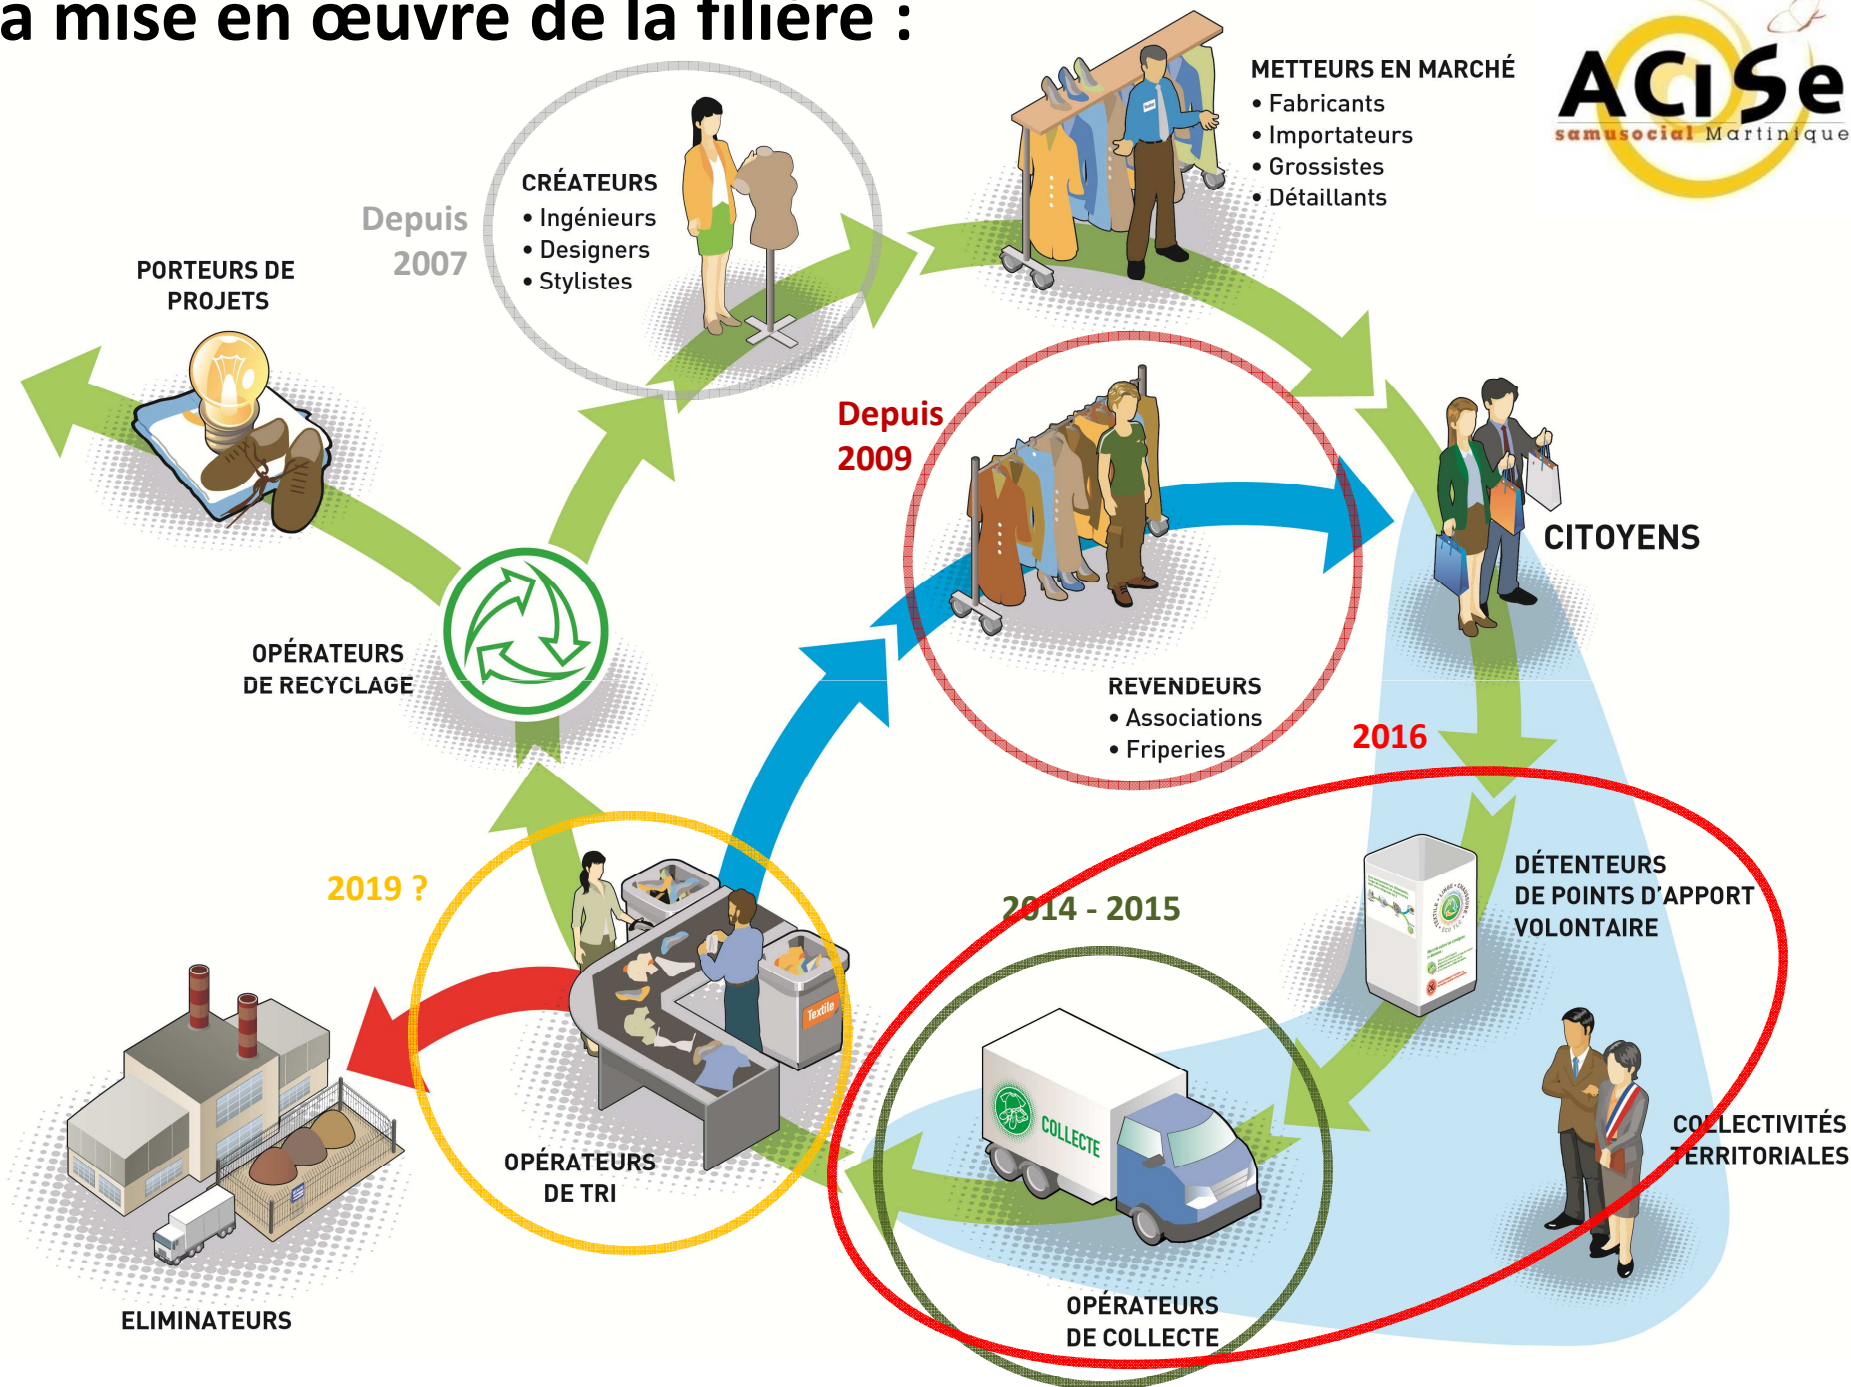 a mise en œuvre de la filière :
ACISe
samusocial Martinique
METTEURS EN MARCHÉ
• Fabricants
• Importateurs
• Grossistes
• Détaillants
CRÉATEURS
• Ingénieurs
• Designers
• Stylistes
Depuis
2007
PORTEURS DE
PROJETS
Depuis
2009
CITOYENS
OPÉRATEURS
DE RECYCLAGE
REVENDEURS
• Associations
• Friperies
2016
2019 ?
2014 - 2015
DÉTENTEURS
DE POINTS D'APPORT
VOLONTAIRE
Textile
COLLECTE
COLLECTIVITÉS
TERRITORIALES
OPÉRATEURS
DE TRI
OPÉRATEURS
DE COLLECTE
ELIMINATEURS